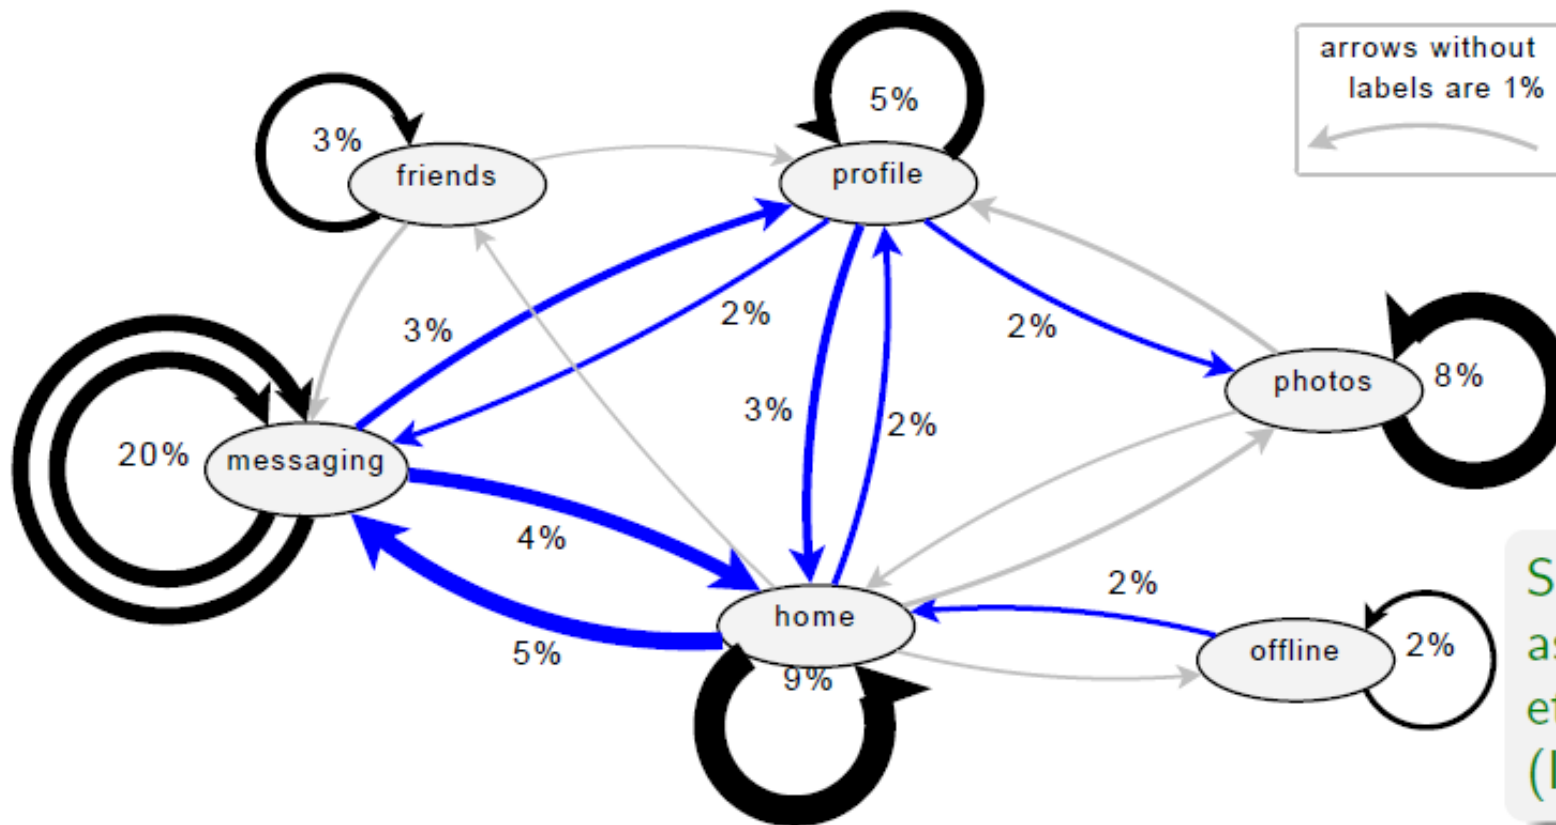 arrows without
labels are 1%
5%
3%
friends
profile
3%
2%
2%
photos
8%
3%
2%
20%
messaging
4%
2%
home
5%
9%
offline
2%